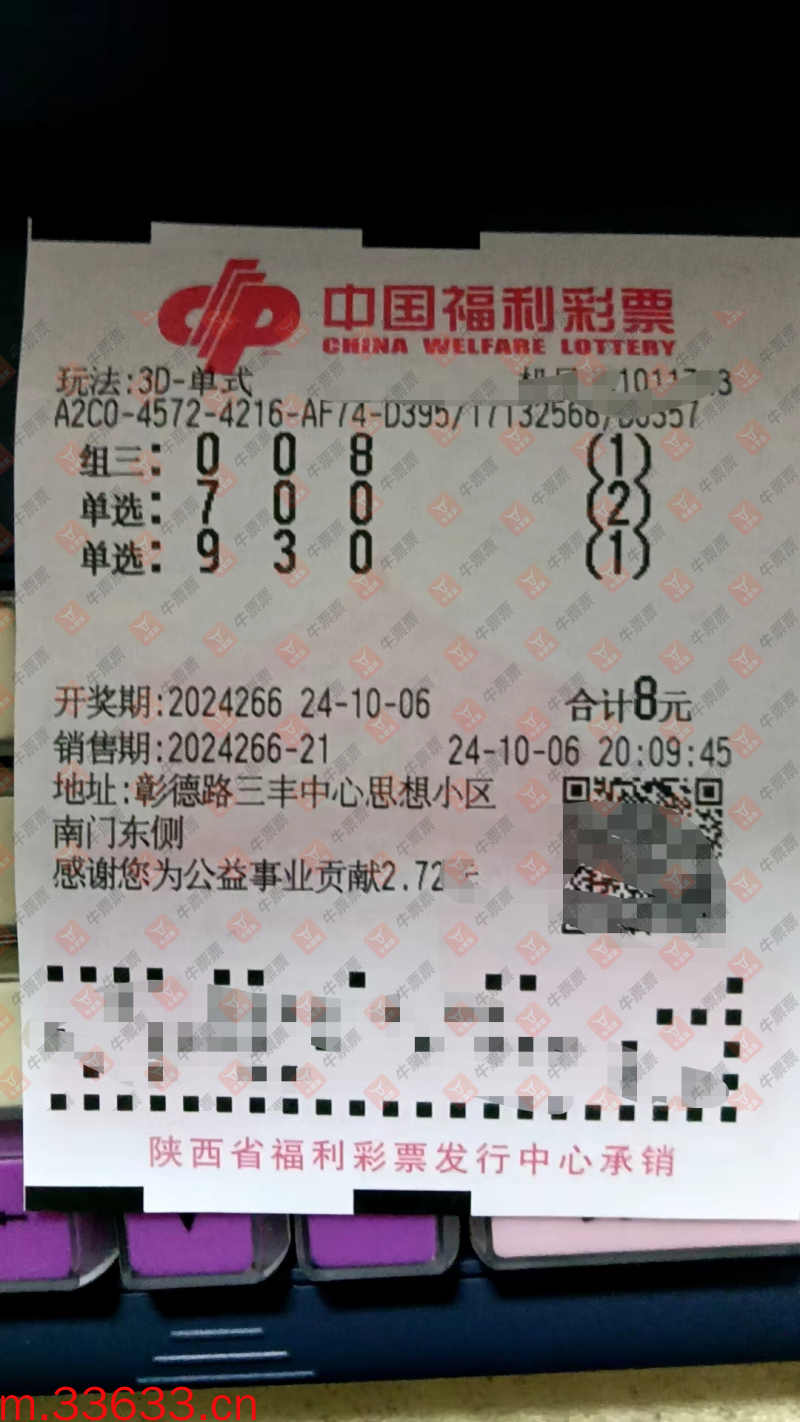 中国福利彩票
CHINA WELFARE LOTTERY
玩法:3D-单式
A2C0-4572-4216-AF74-D395/17132568/
组三: 0 0 8 (1)
单选: 7 0 0 (2)
单选: 9 3 0 (1)
开奖期:2024266 24-10-06 合计8元
销售期:2024266-21 24-10-06 20:09:45
地址:彰德路三丰中心思想小区
南门东侧
感谢您为公益事业贡献2.72
陕西省福利彩票发行中心承销
牛票票
m.33633.cn